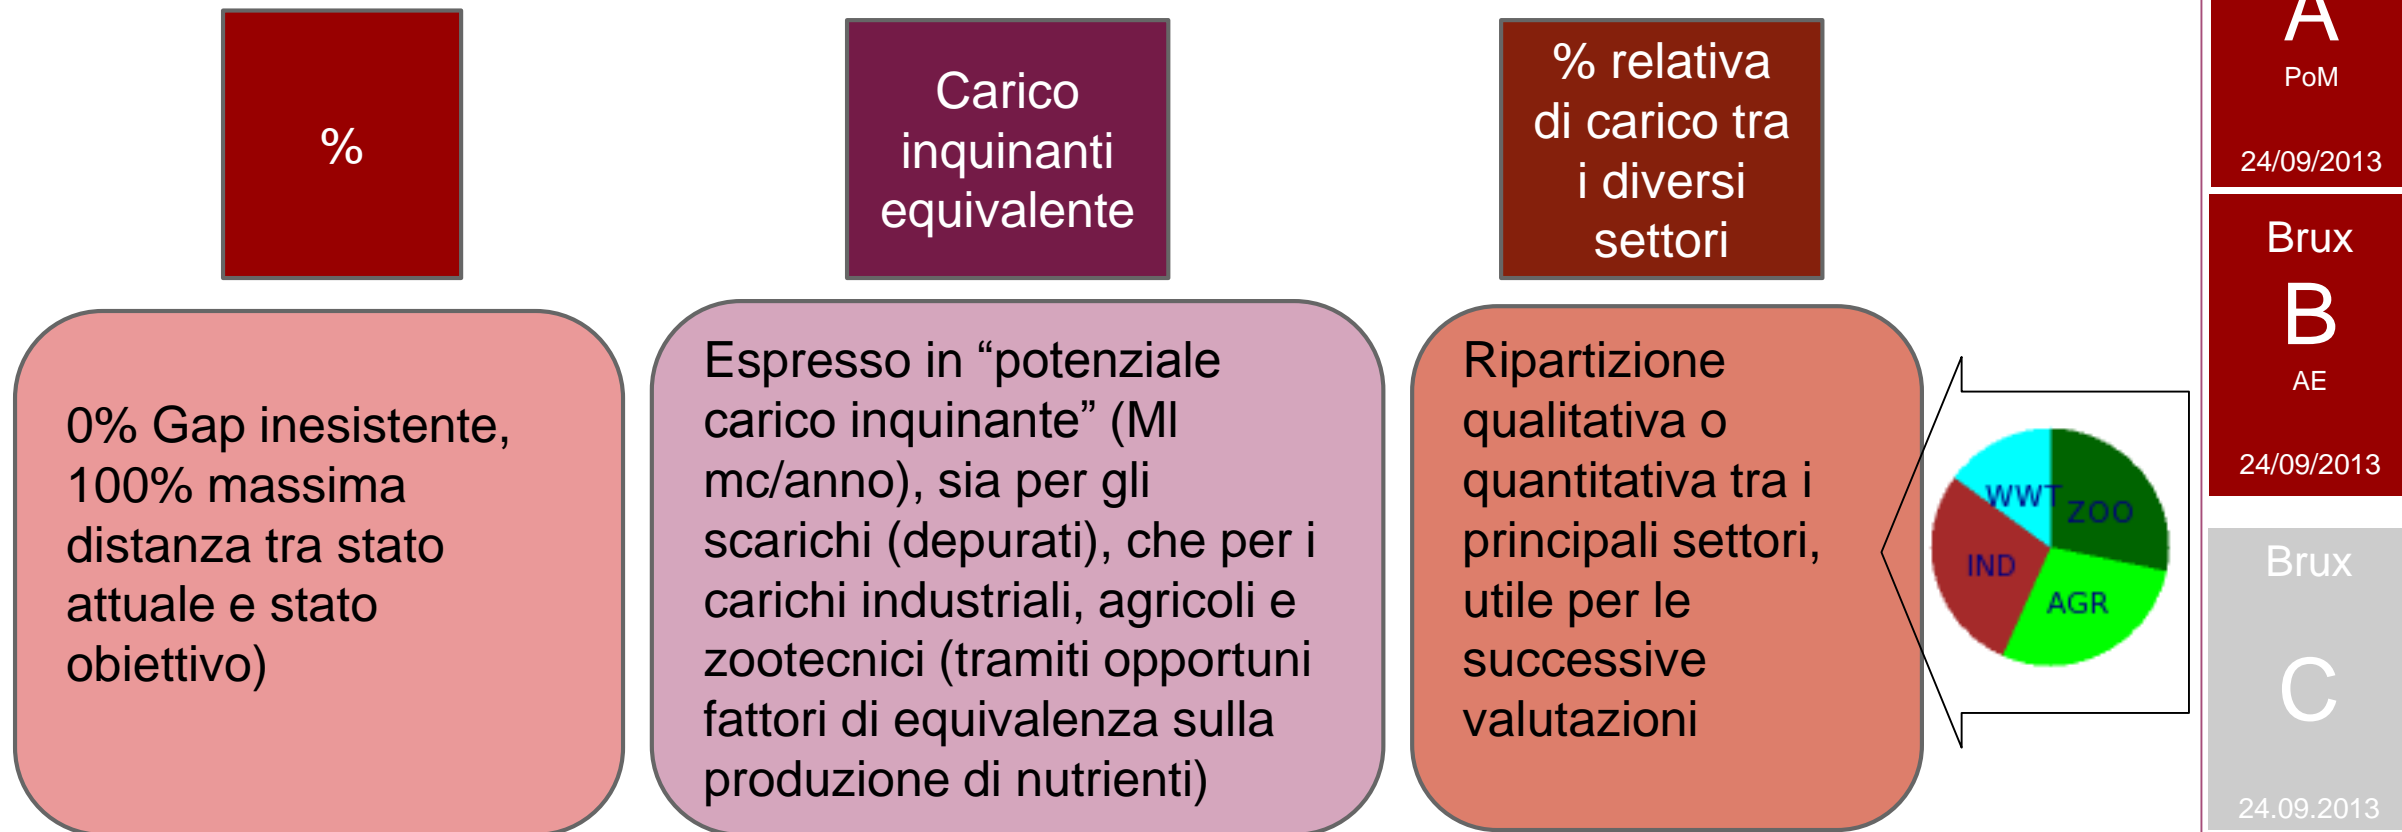 %
Carico
inquinanti
equivalente
% relativa
di carico tra
i diversi
settori
0% Gap inesistente,
100% massima
distanza tra stato
attuale e stato
obiettivo)
Espresso in “potenziale
carico inquinante” (Ml
mc/anno), sia per gli
scarichi (depurati), che per i
carichi industriali, agricoli e
zootecnici (tramiti opportuni
fattori di equivalenza sulla
produzione di nutrienti)
Ripartizione
qualitativa o
quantitativa tra i
principali settori,
utile per le
successive
valutazioni
WWT
ZOO
IND
AGR
A
PoM
24/09/2013
Brux
B
AE
24/09/2013
Brux
C
24.09.2013